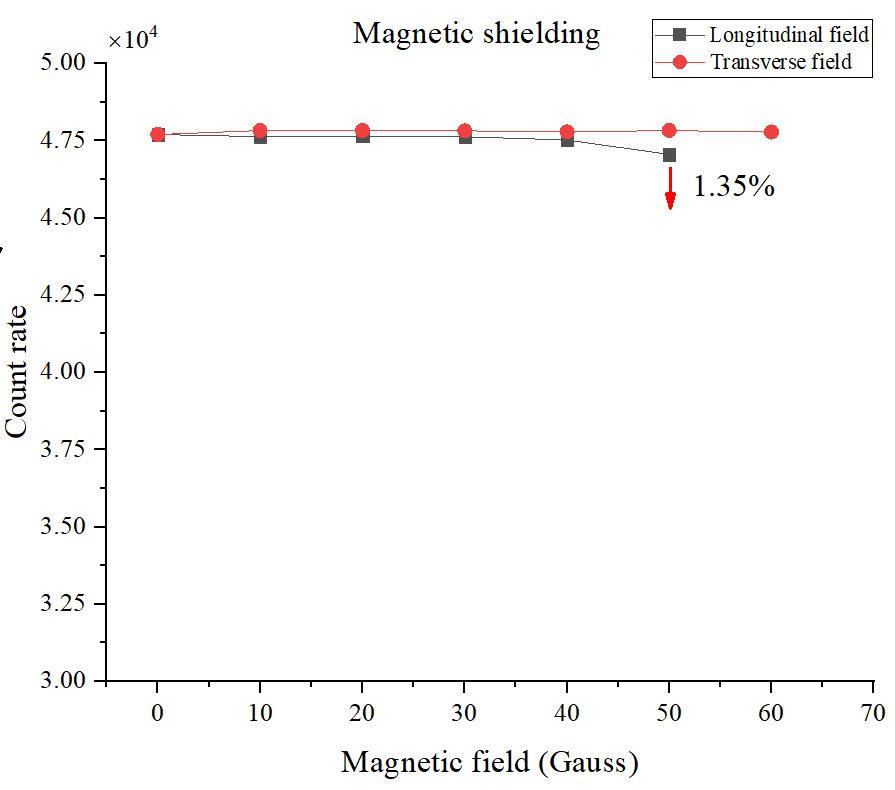 Magnetic shielding
×10⁴
Longitudinal field
Transverse field
5.00
4.75
4.50
4.25
4.00
3.75
3.50
3.25
3.00
1.35%
Count rate
0 10 20 30 40 50 60 70
Magnetic field (Gauss)